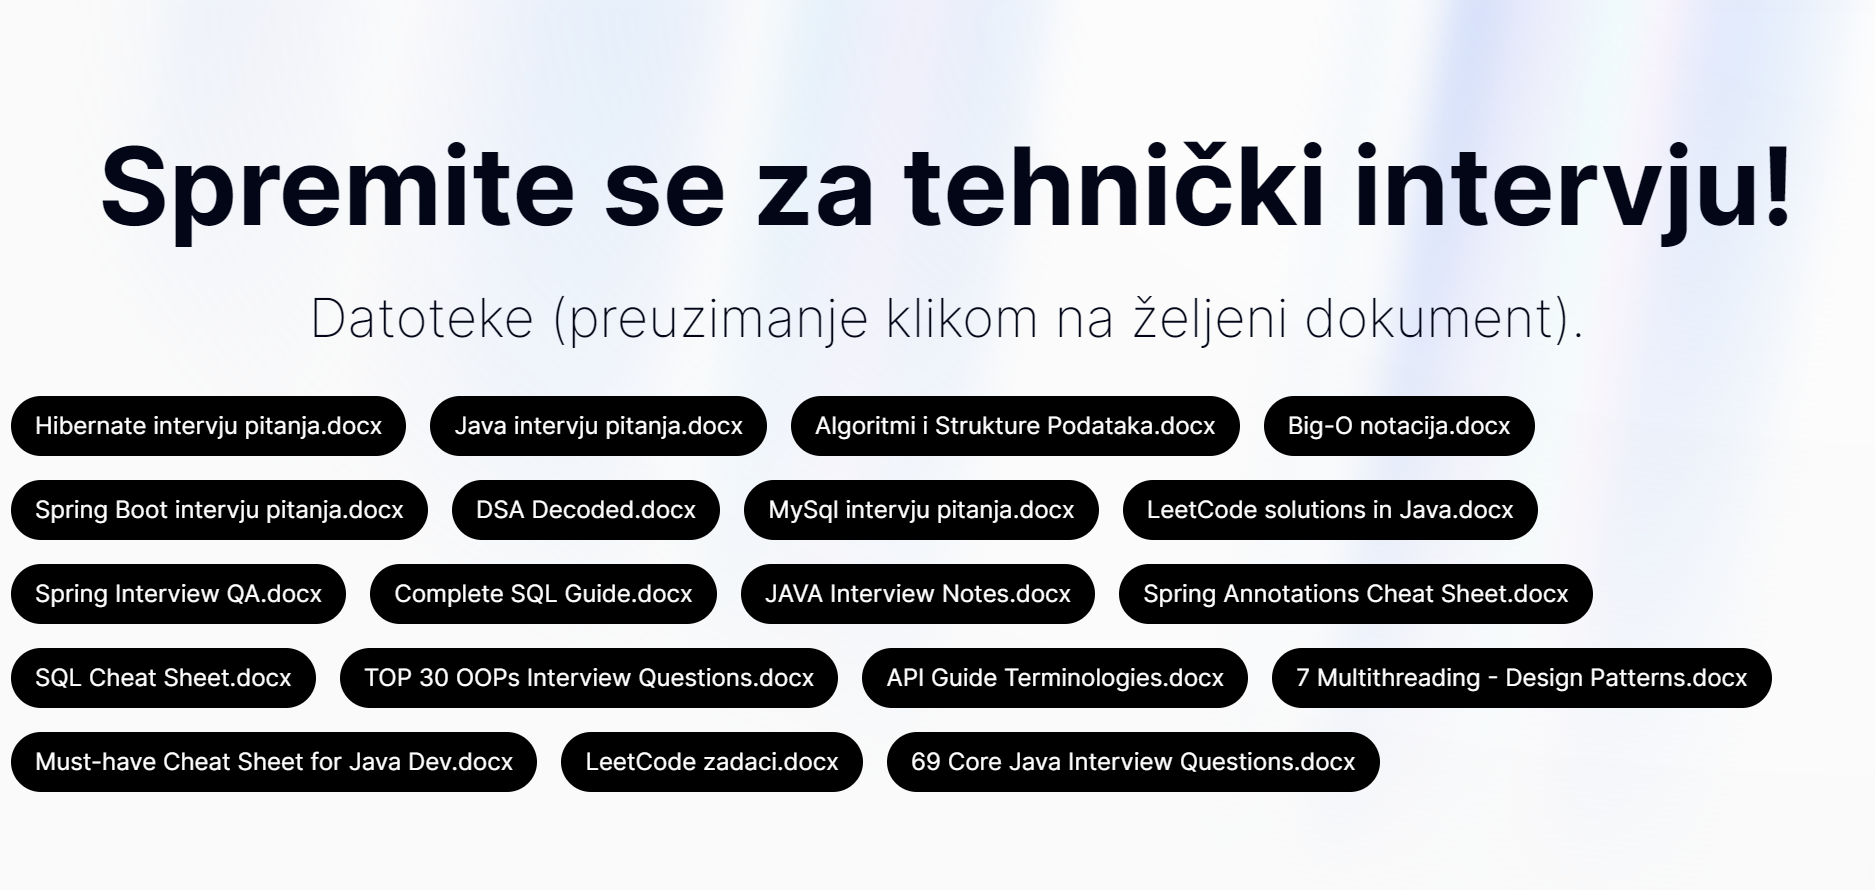 Spremite se za tehnički intervju!
Datoteke (preuzimanje klikom na željeni dokument).
Hibernate intervju pitanja.docx Java intervju pitanja.docx Algoritmi i Strukture Podataka.docx Big-O notacija.docx
Spring Boot intervju pitanja.docx DSA Decoded.docx MySql intervju pitanja.docx LeetCode solutions in Java.docx
Spring Interview QA.docx Complete SQL Guide.docx JAVA Interview Notes.docx Spring Annotations Cheat Sheet.docx
SQL Cheat Sheet.docx TOP 30 OOPs Interview Questions.docx API Guide Terminologies.docx 7 Multithreading - Design Patterns.docx
Must-have Cheat Sheet for Java Dev.docx LeetCode zadaci.docx 69 Core Java Interview Questions.docx